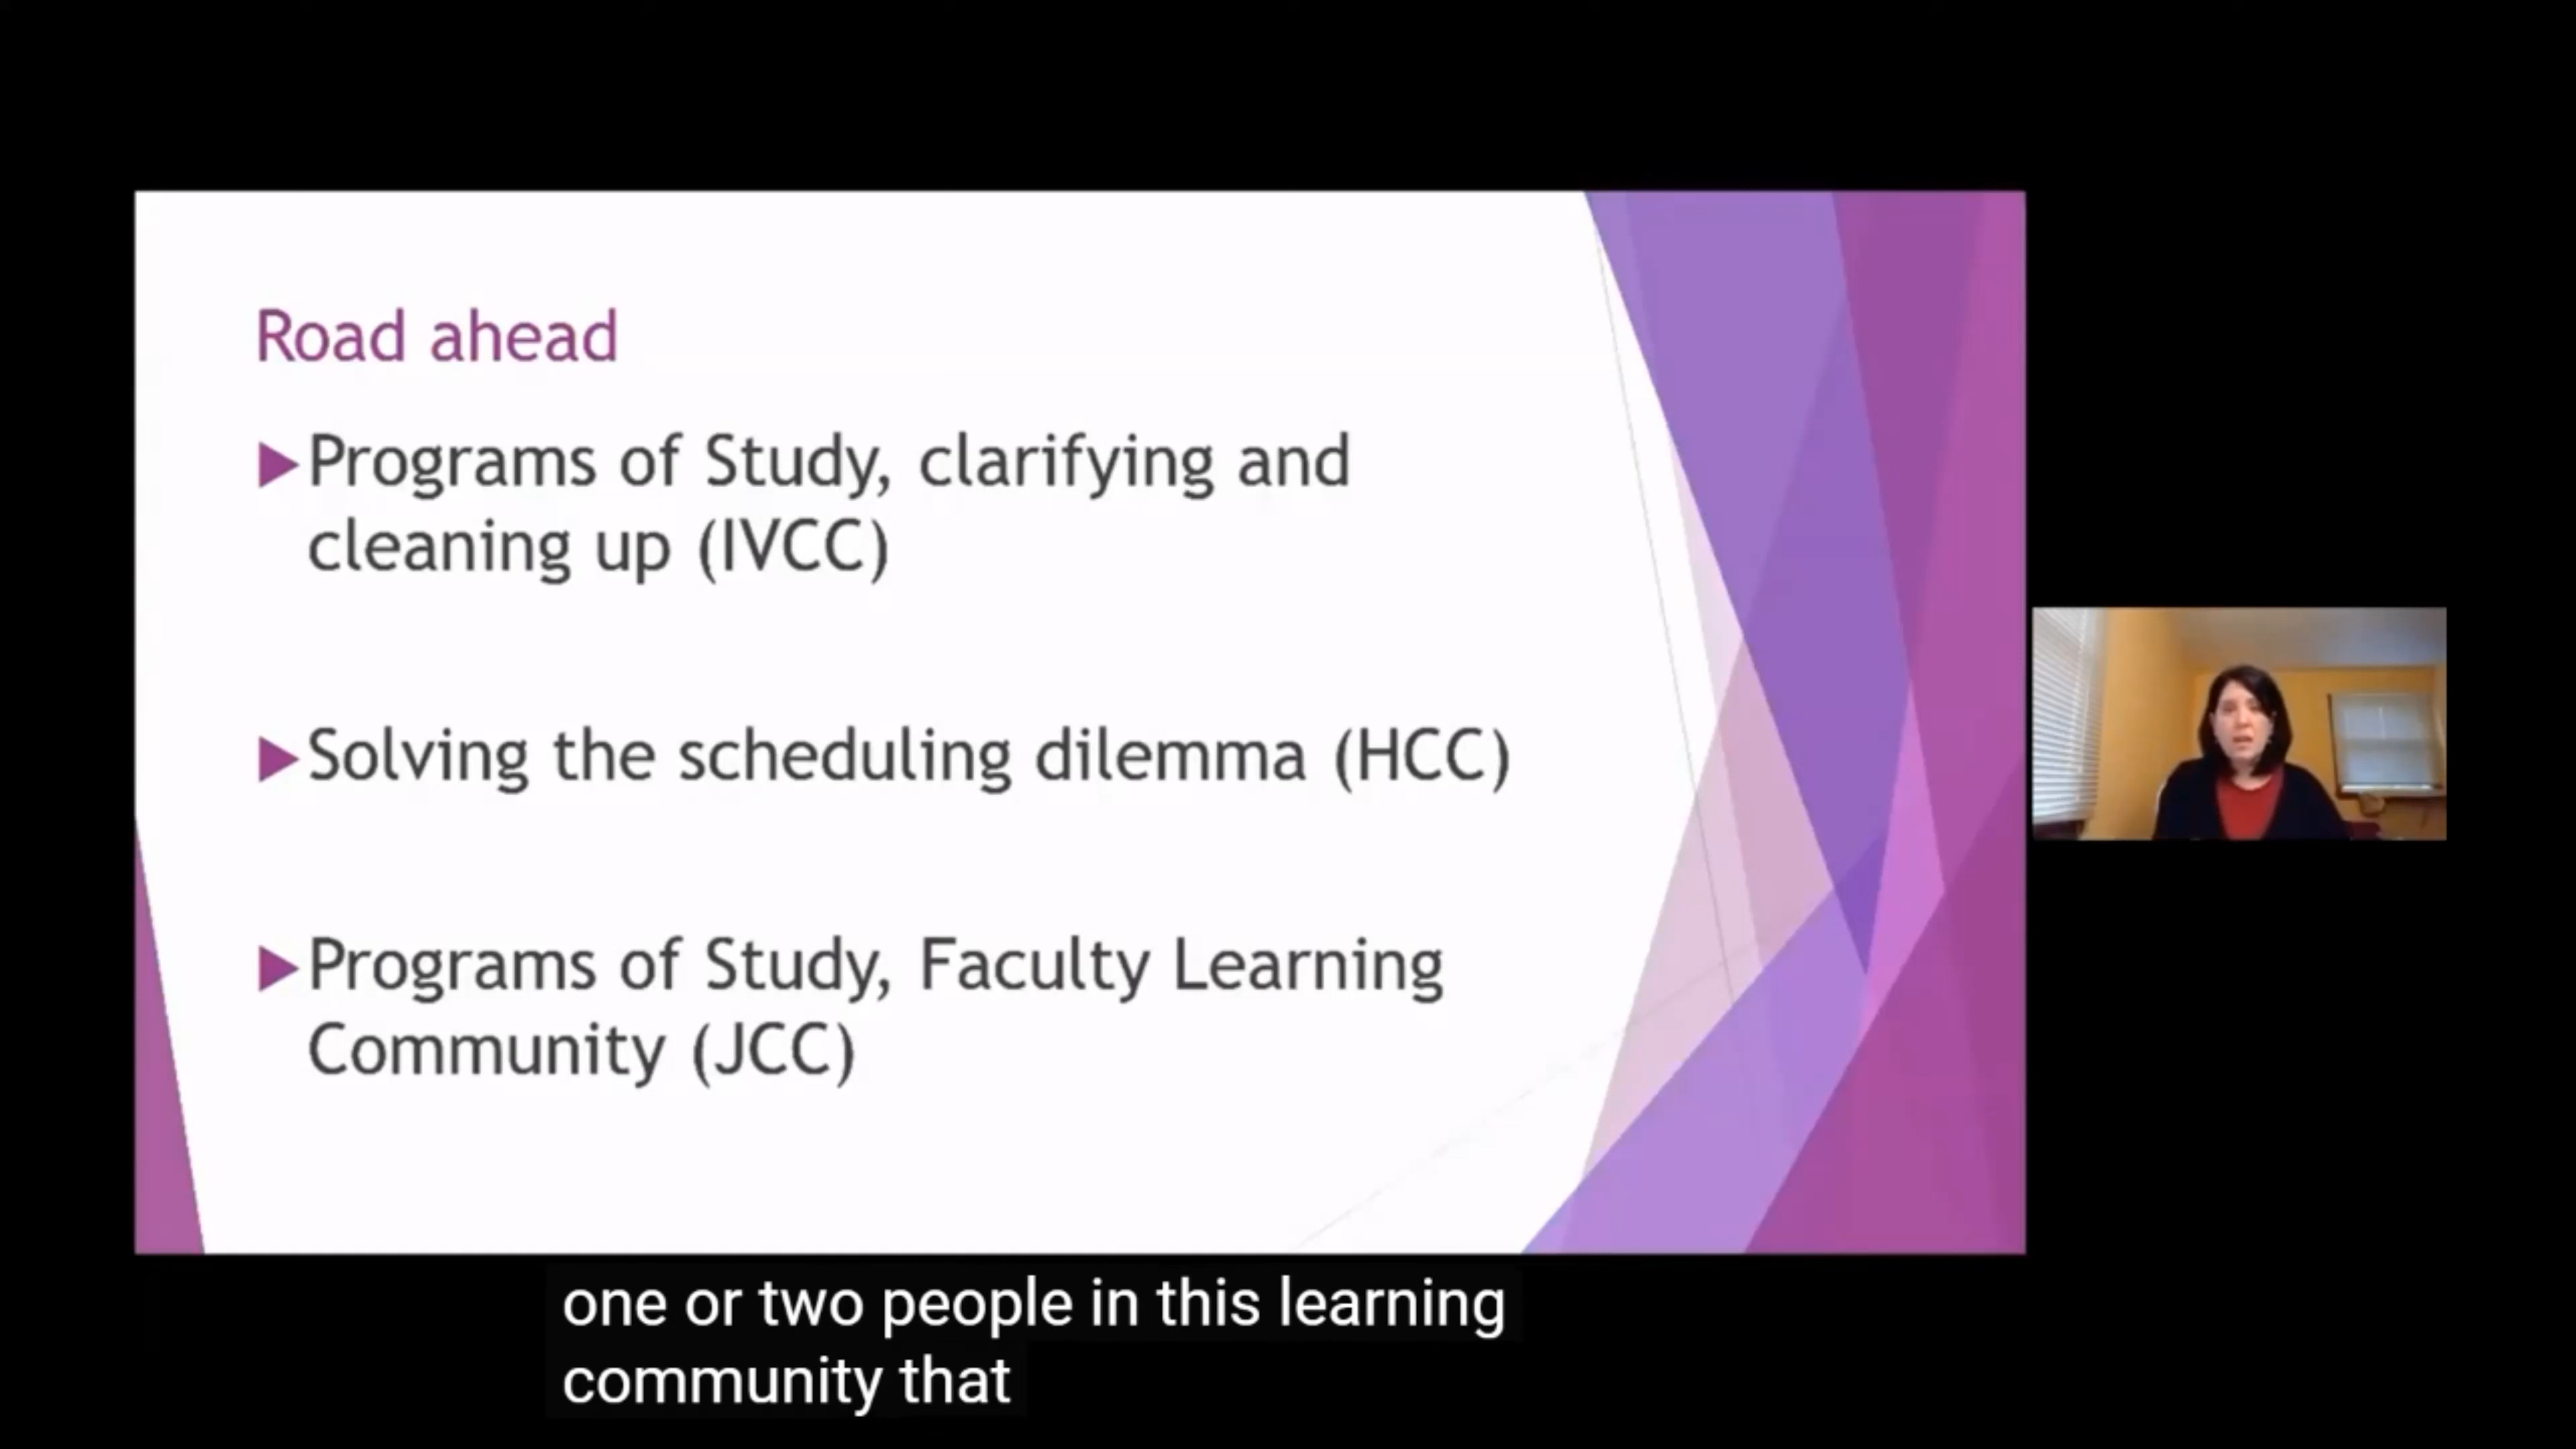 Road ahead
Programs of Study, clarifying and
cleaning up (IVCC)
Solving the scheduling dilemma (HCC)
Programs of Study, Faculty Learning
Community (JCC)
one or two people in this learning
community that